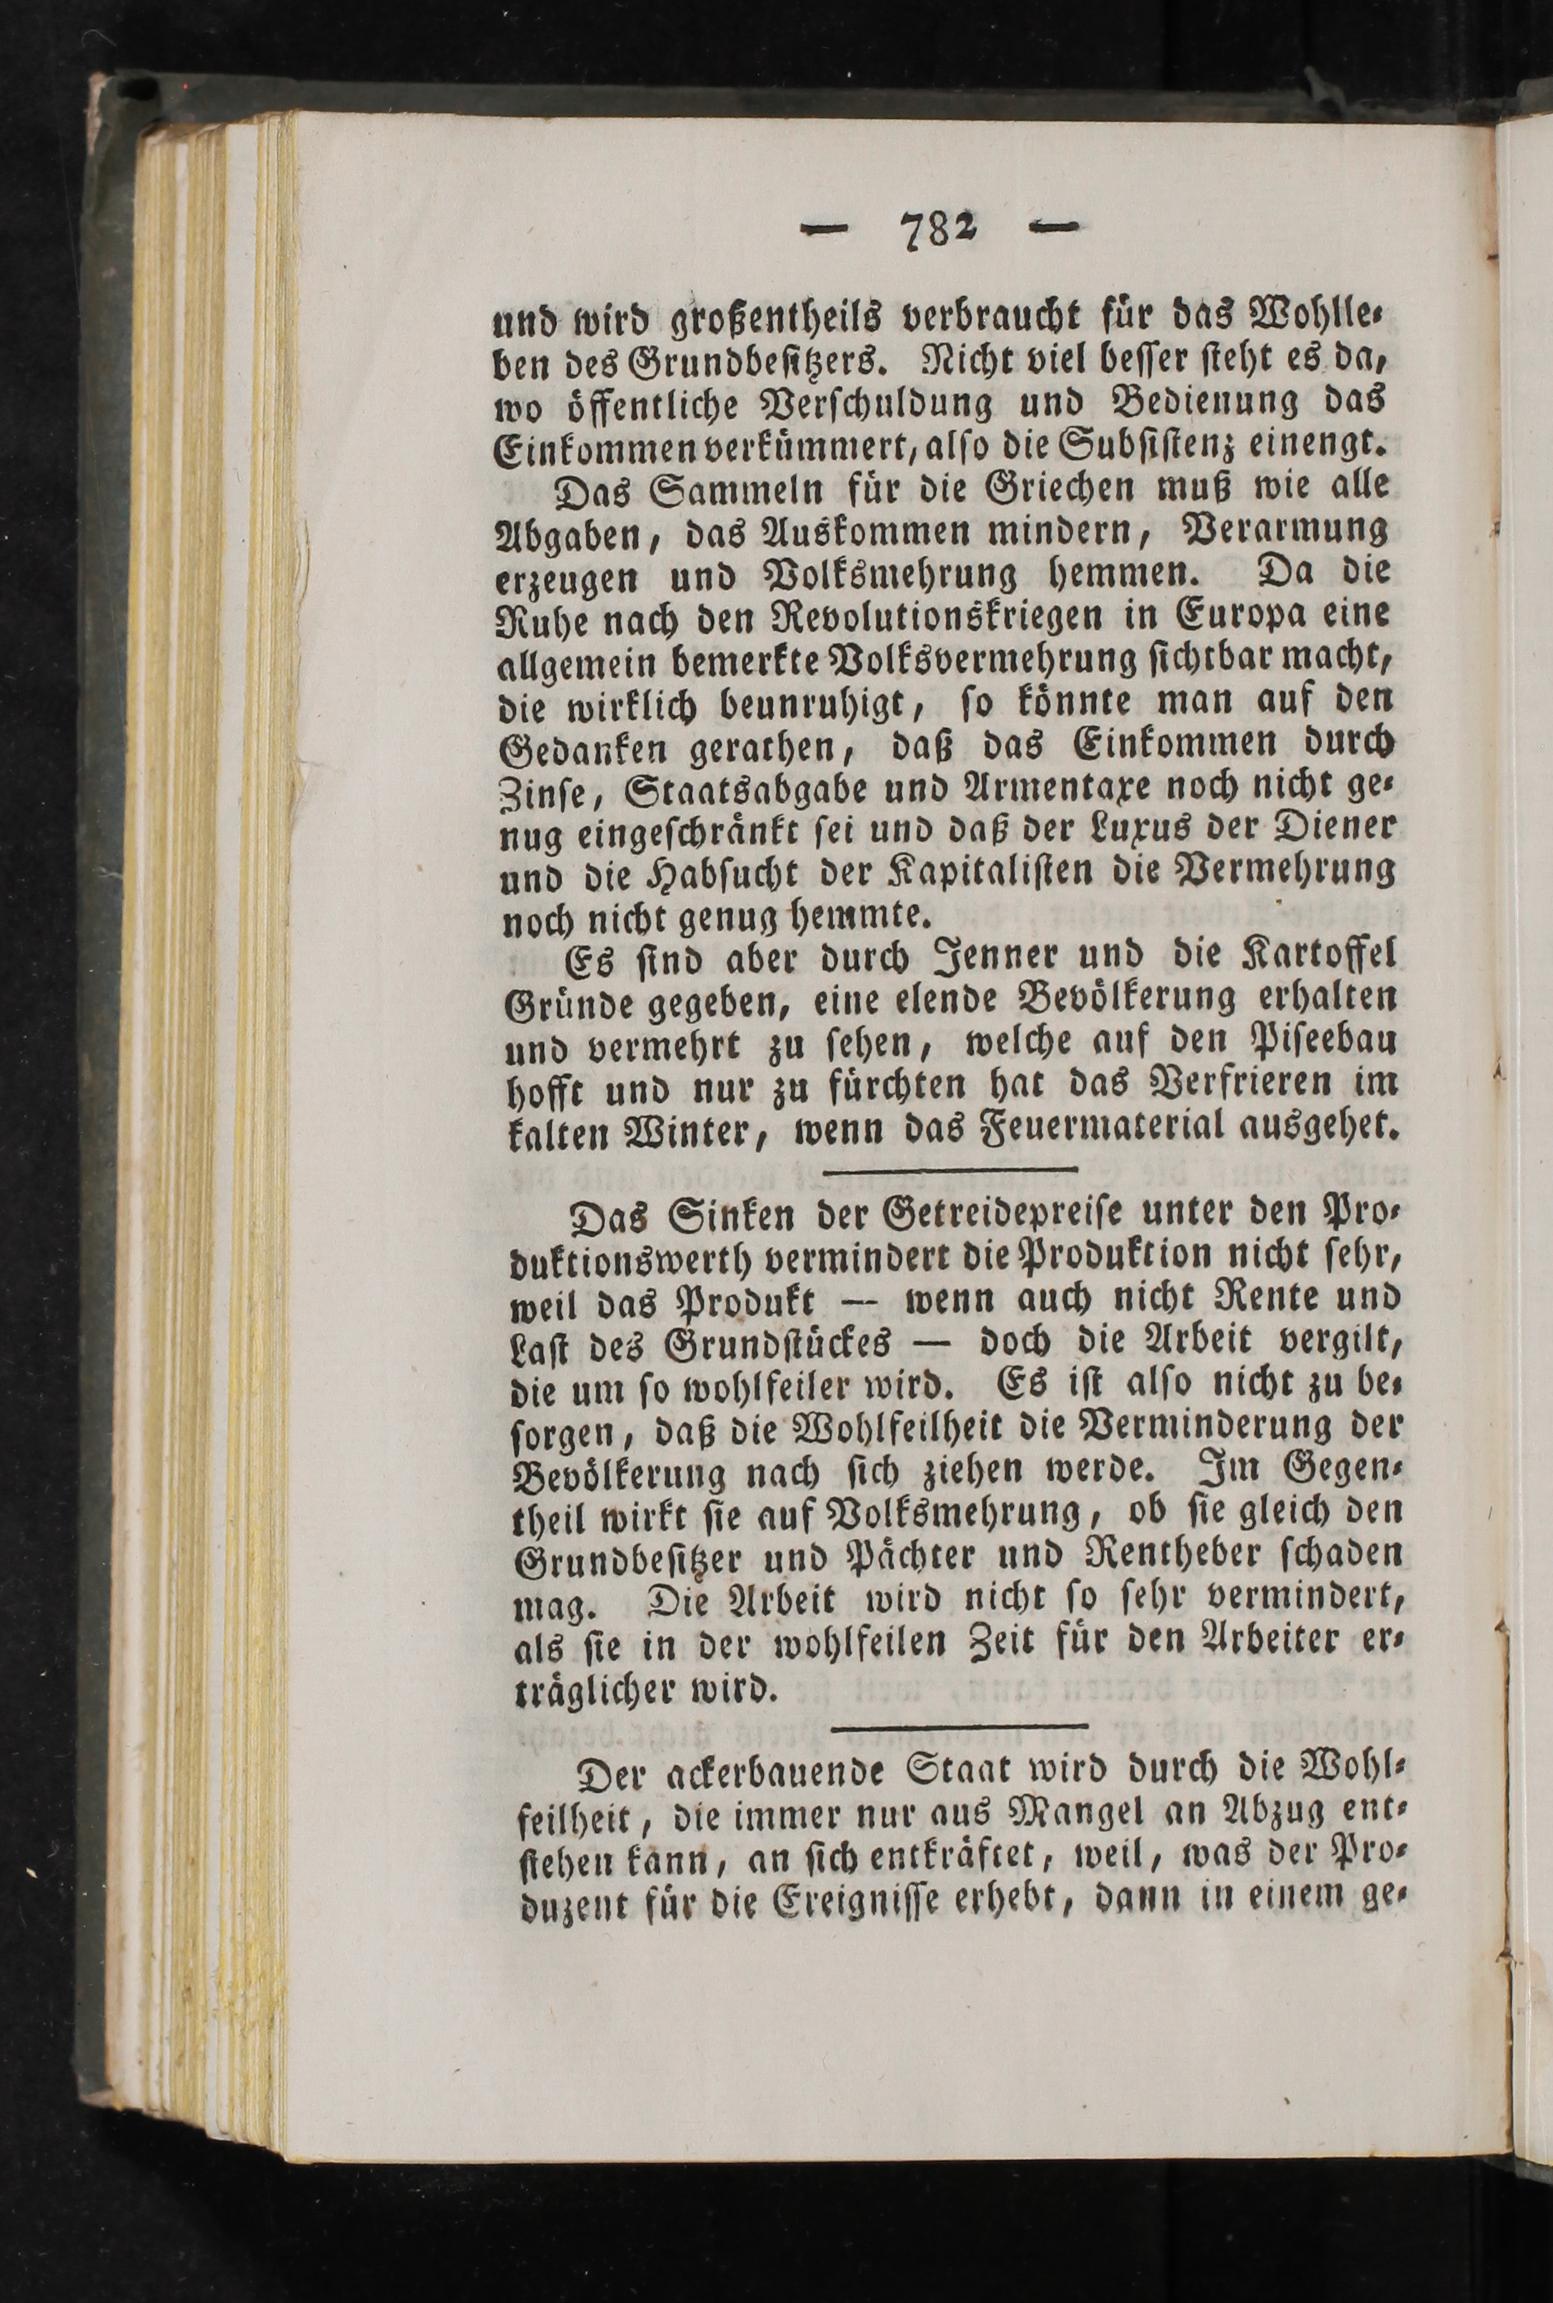 — 782 —
und wird großentheils verbraucht für das Wohlle-
ben des Grundbesitzers. Nicht viel besser steht es da,
wo öffentliche Verschuldung und Bedienung das
Einkommen verkümmert, also die Subsistenz einengt.
Das Sammeln für die Griechen muß wie alle
Abgaben, das Auskommen mindern, Verarmung
erzeugen und Volksmehrung hemmen. Da die
Ruhe nach den Revolutionskriegen in Europa eine
allgemein bemerkte Volksvermehrung sichtbar macht,
die wirklich beunruhigt, so könnte man auf den
Gedanken gerathen, daß das Einkommen durch
Zinse, Staatsabgabe und Armentaxe noch nicht ge-
nug eingeschränkt sei und daß der Luxus der Diener
und die Habsucht der Kapitalisten die Vermehrung
noch nicht genug hemmte.
Es sind aber durch Jenner und die Kartoffel
Gründe gegeben, eine elende Bevölkerung erhalten
und vermehrt zu sehen, welche auf den Piseebau
hofft und nur zu fürchten hat das Verfrieren im
kalten Winter, wenn das Feuermaterial ausgehet.
Das Sinken der Getreidepreise unter den Pro-
duktionswerth vermindert die Produktion nicht sehr,
weil das Produkt — wenn auch nicht Rente und
Last des Grundstückes — doch die Arbeit vergilt,
die um so wohlfeiler wird. Es ist also nicht zu be-
sorgen, daß die Wohlfeilheit die Verminderung der
Bevölkerung nach sich ziehen werde. Im Gegen-
theil wirkt sie auf Volksmehrung, ob sie gleich den
Grundbesitzer und Pächter und Rentheber schaden
mag. Die Arbeit wird nicht so sehr vermindert,
als sie in der wohlfeilen Zeit für den Arbeiter er-
träglicher wird.
Der ackerbauende Staat wird durch die Wohl-
feilheit, die immer nur aus Mangel an Abzug ent-
stehen kann, an sich entkräftet, weil, was der Pro-
duzent für die Ereignisse erhebt, dann in einem ge-